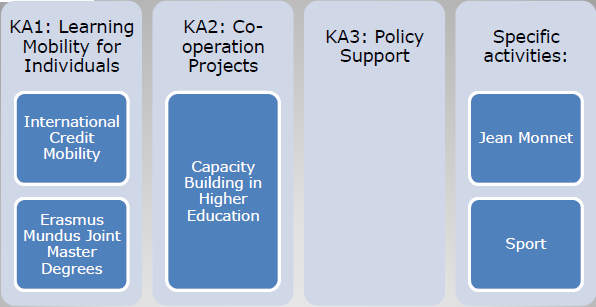 KA1: Learning
Mobility for
Individuals
International
Credit
Mobility
Erasmus
Mundus Joint
Master
Degrees
KA2: Co-
operation
Projects
Capacity
Building in
Higher
Education
KA3: Policy
Support
Specific
activities:
Jean Monnet
Sport